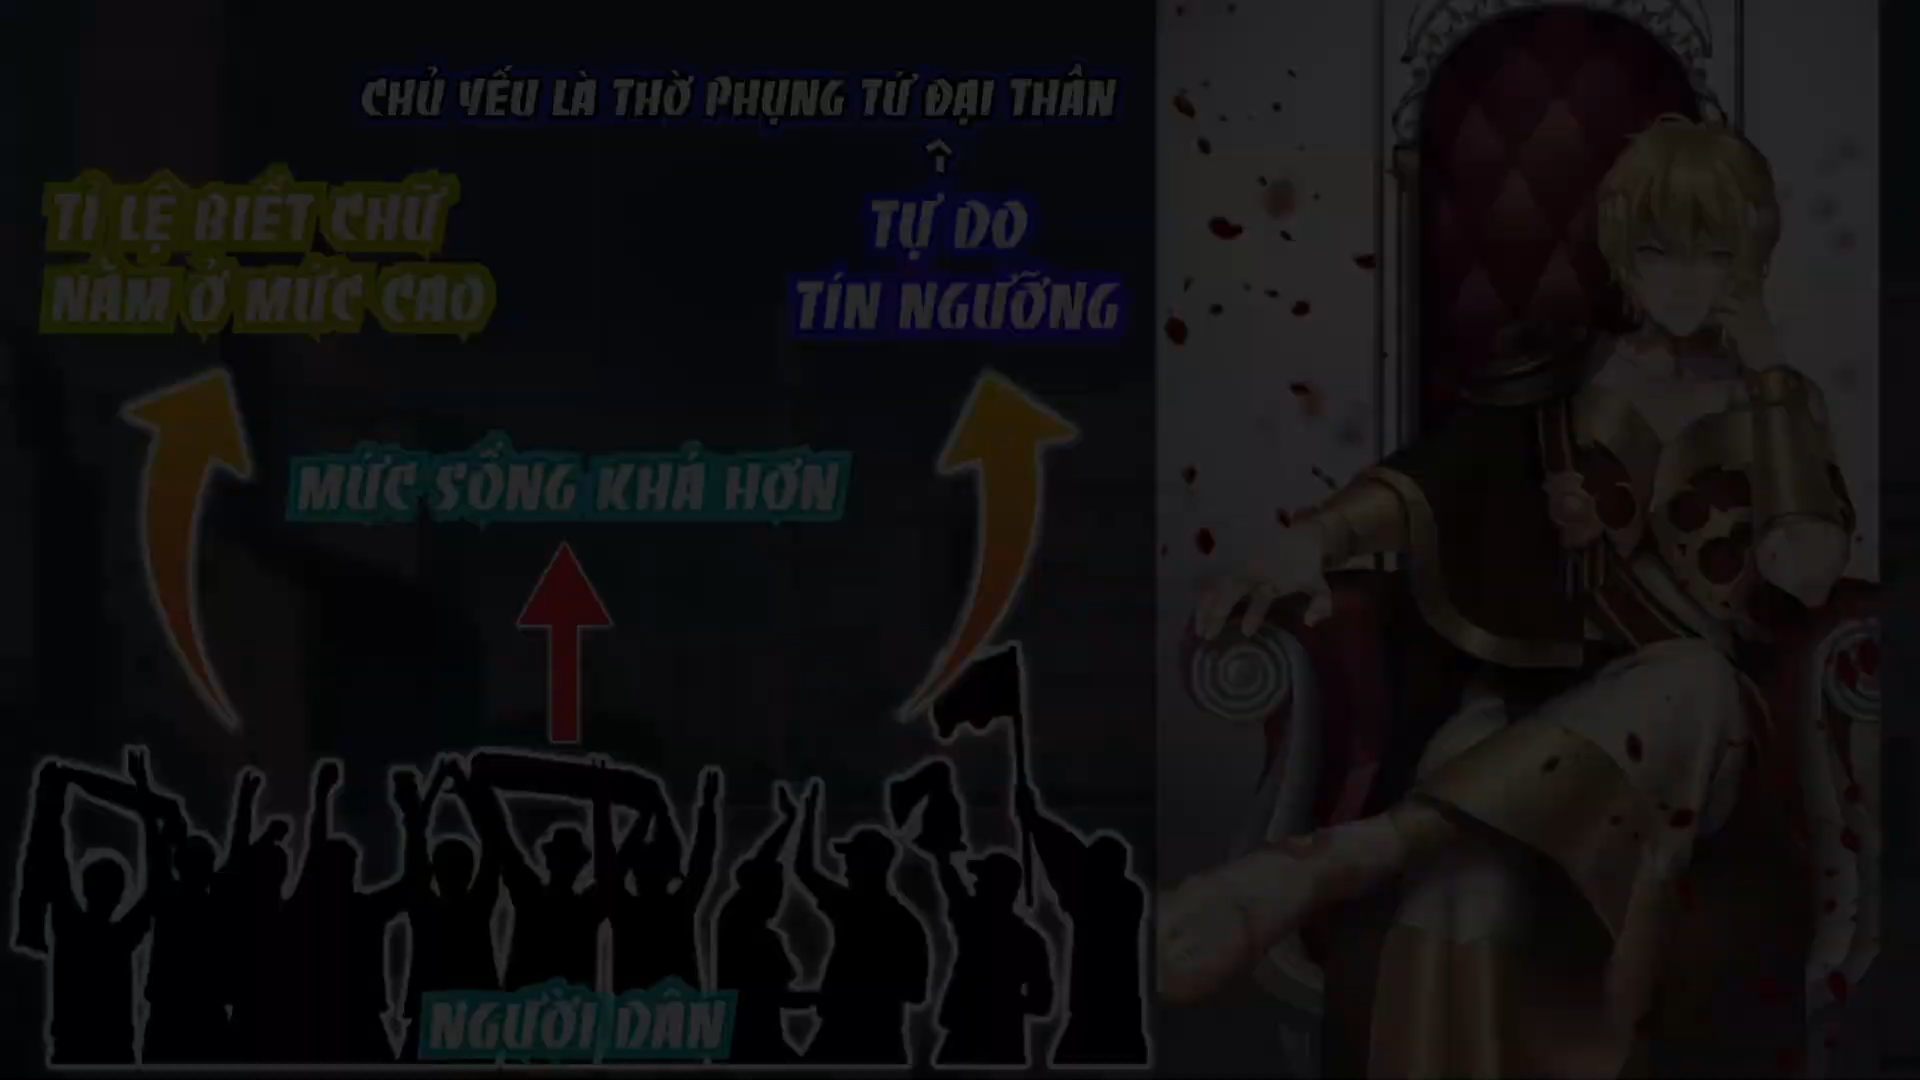 CHỦ YẾU LÀ THỜ PHỤNG TỨ ĐẠI THẦN
TỈ LỆ BIẾT CHỮ
NẰM Ở MỨC CAO
TỰ DO
TÍN NGƯỠNG
MỨC SỐNG KHÁ HƠN
NGƯỜI DÂN